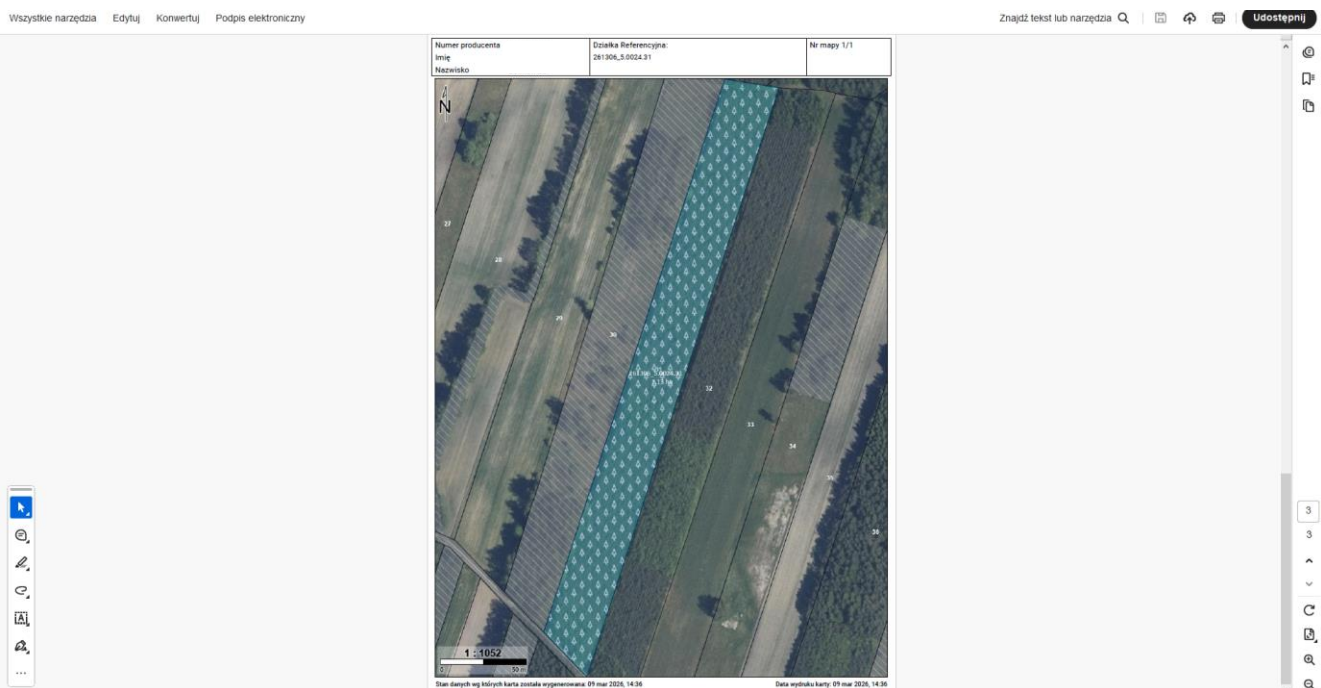 Wszystkie narzędzia Edytuj Konwertuj Podpis elektroniczny Znajdź tekst lub narzędzia Udostępnij
Numer producenta
Imię
Nazwisko
Działka Referencyjna:
261306_5.0024.31
Nr mapy 1/1
N
27
28
29
30
32
33
34
1 : 1052
0 50 m
3
3
Stan danych wg których karta została wygenerowana: 09 mar 2026, 14:36 Data wydruku karty: 09 mar 2026, 14:36